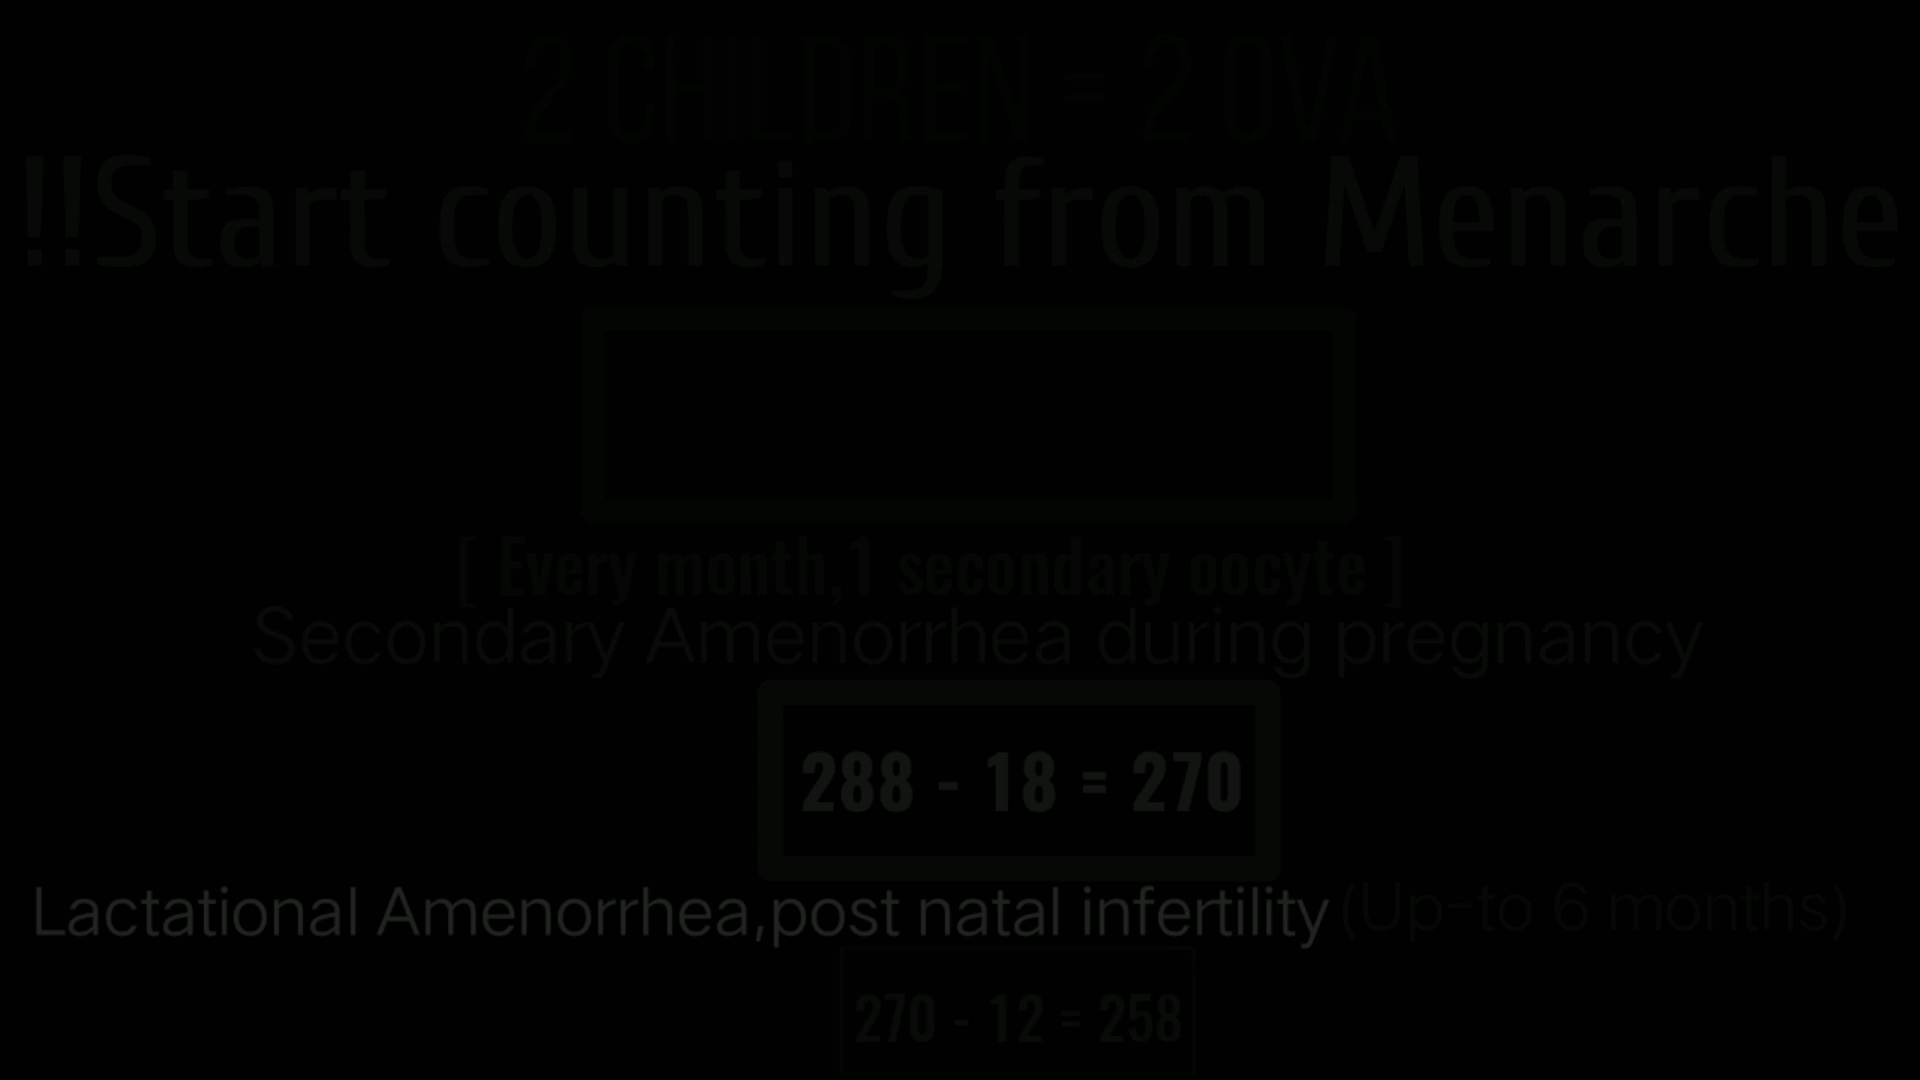 2 CHILDREN = 2 OVA
!!Start counting from Menarche
[ Every month,1 secondary oocyte ]
Secondary Amenorrhea during pregnancy
288 - 18 = 270
Lactational Amenorrhea,post natal infertility (Up-to 6 months)
270 - 12 = 258